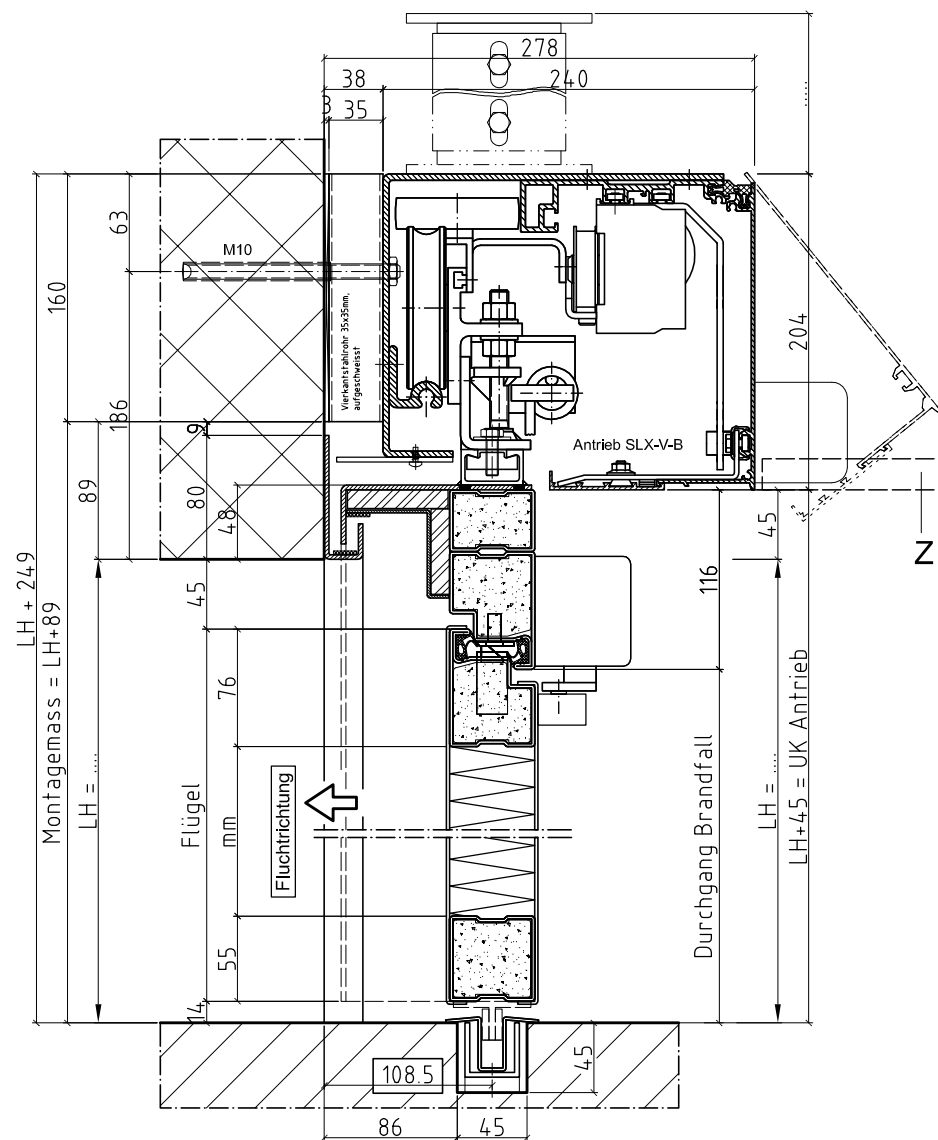 278
38
240
3
35
....
63
M10
160
Vierkantstahlrohr 35x35mm,
aufgeschweisst
204
186
9
Antrieb SLX-V-B
89
80
48
45
Z
45
116
LH + 249
Montagemass = LH+89
LH = ....
76
Flügel
mm
Fluchtrichtung
Durchgang Brandfall
LH = ....
LH+45 = UK Antrieb
55
14
108.5
45
86
45